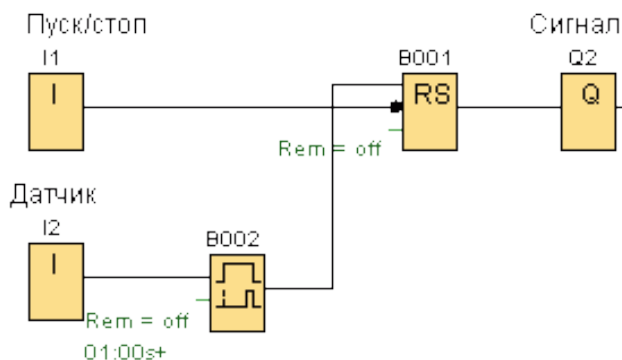 Пуск/стоп
I1
I
B001
RS
Rem = off
Сигнал
Q2
Q
Датчик
I2
I
B002
Rem = off
01:00s+